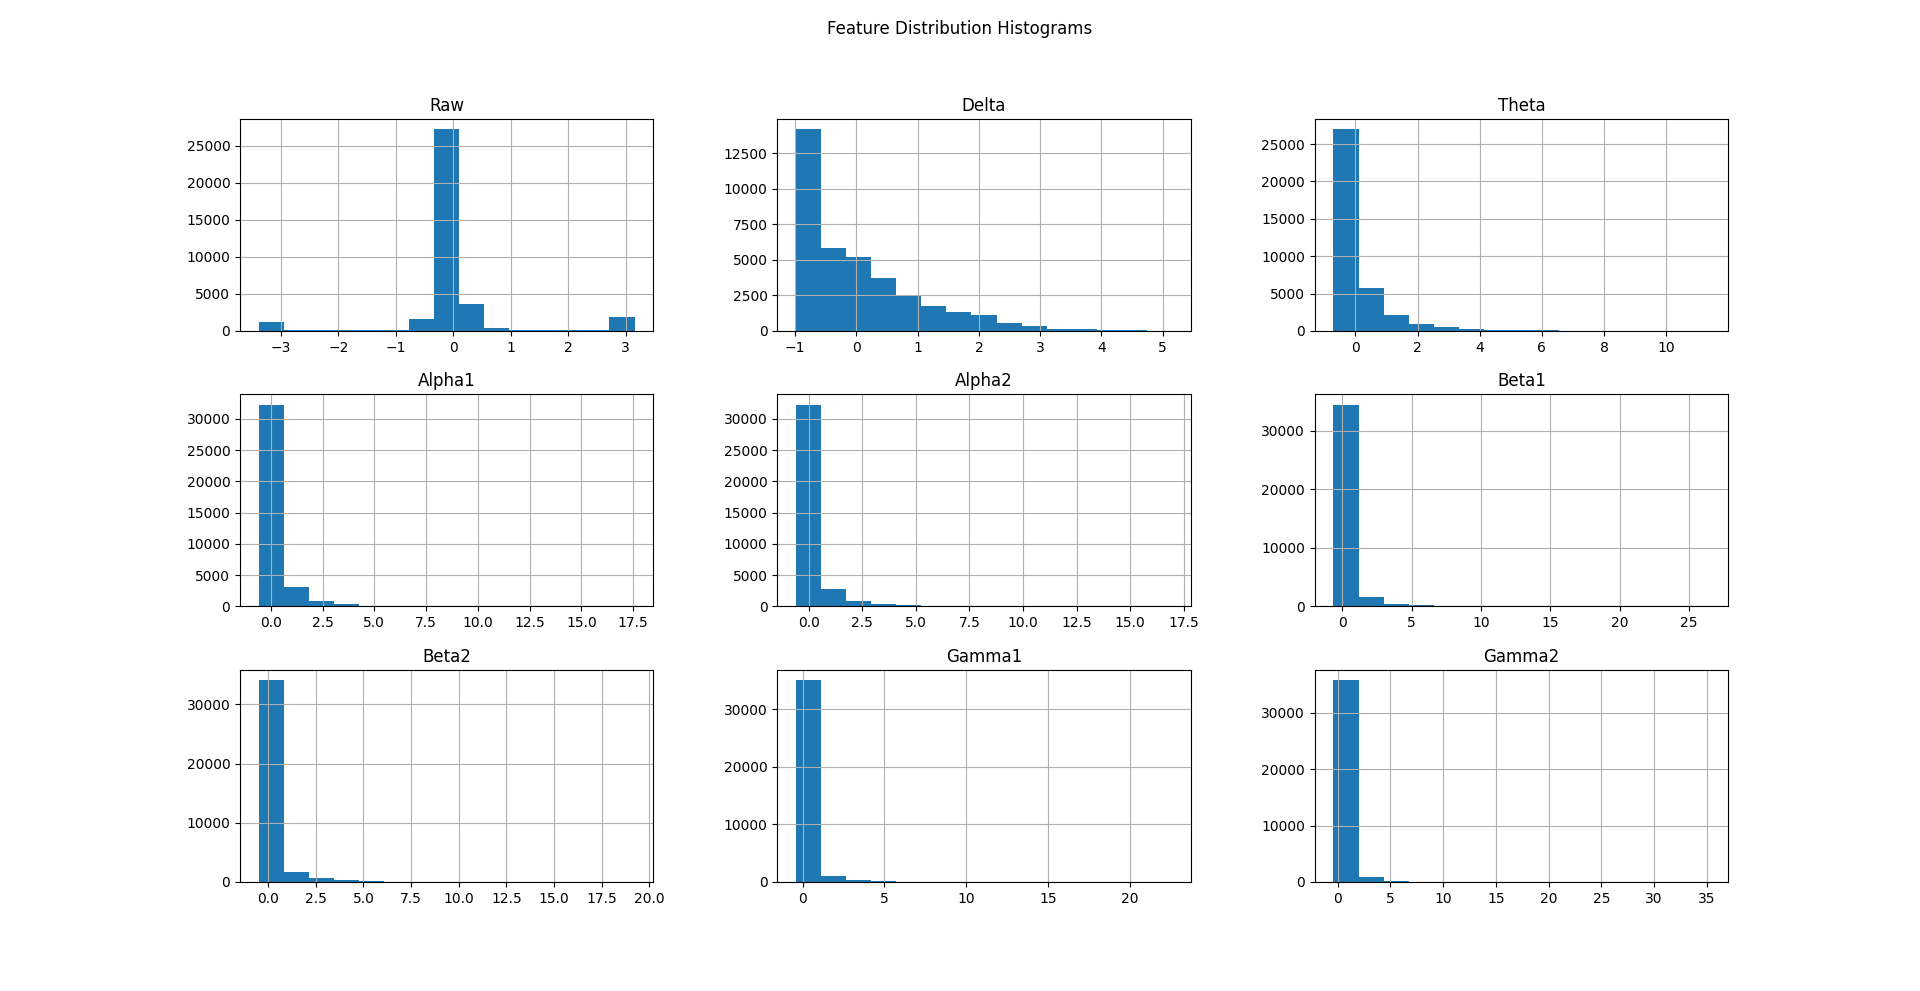 Feature Distribution Histograms
Raw
Delta
Theta
25000
20000
15000
10000
5000
0
−3 −2 −1 0 1 2 3
12500
10000
7500
5000
2500
0
−1 0 1 2 3 4 5
25000
20000
15000
10000
5000
0
0 2 4 6 8 10
Alpha1
Alpha2
Beta1
30000
25000
20000
15000
10000
5000
0
0.0 2.5 5.0 7.5 10.0 12.5 15.0 17.5
30000
25000
20000
15000
10000
5000
0
0.0 2.5 5.0 7.5 10.0 12.5 15.0 17.5
30000
20000
10000
0
0 5 10 15 20 25
Beta2
Gamma1
Gamma2
30000
20000
10000
0
0.0 2.5 5.0 7.5 10.0 12.5 15.0 17.5 20.0
30000
20000
10000
0
0 5 10 15 20
30000
20000
10000
0
0 5 10 15 20 25 30 35